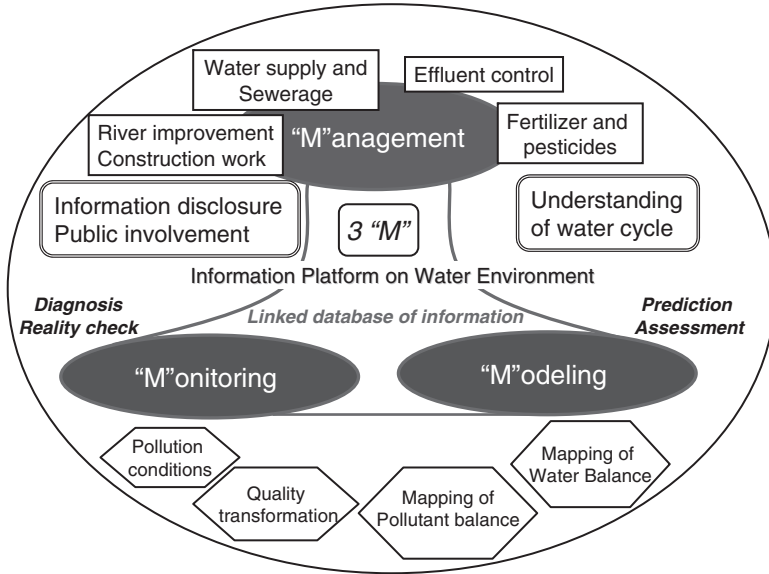 Water supply and
Sewerage
Effluent control
River improvement
Construction work
“M”anagement
Fertilizer and
pesticides
Information disclosure
Public involvement
3 “M”
Understanding
of water cycle
Information Platform on Water Environment
Diagnosis
Reality check
Linked database of information
Prediction
Assessment
“M”onitoring
“M”odeling
Pollution
conditions
Quality
transformation
Mapping of
Pollutant balance
Mapping of
Water Balance